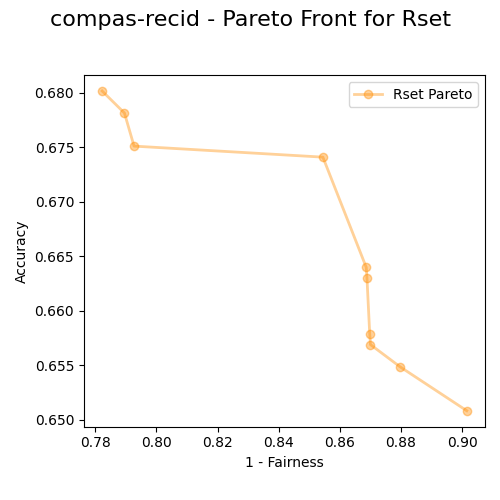 compas-recid - Pareto Front for Rset
Rset Pareto
0.680
0.675
0.670
0.665
0.660
0.655
0.650
Accuracy
0.78 0.80 0.82 0.84 0.86 0.88 0.90
1 - Fairness